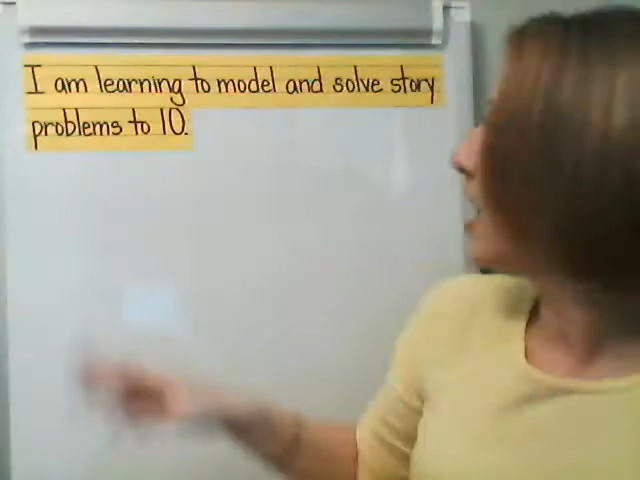 I am learning to model and solve story
problems to 10.